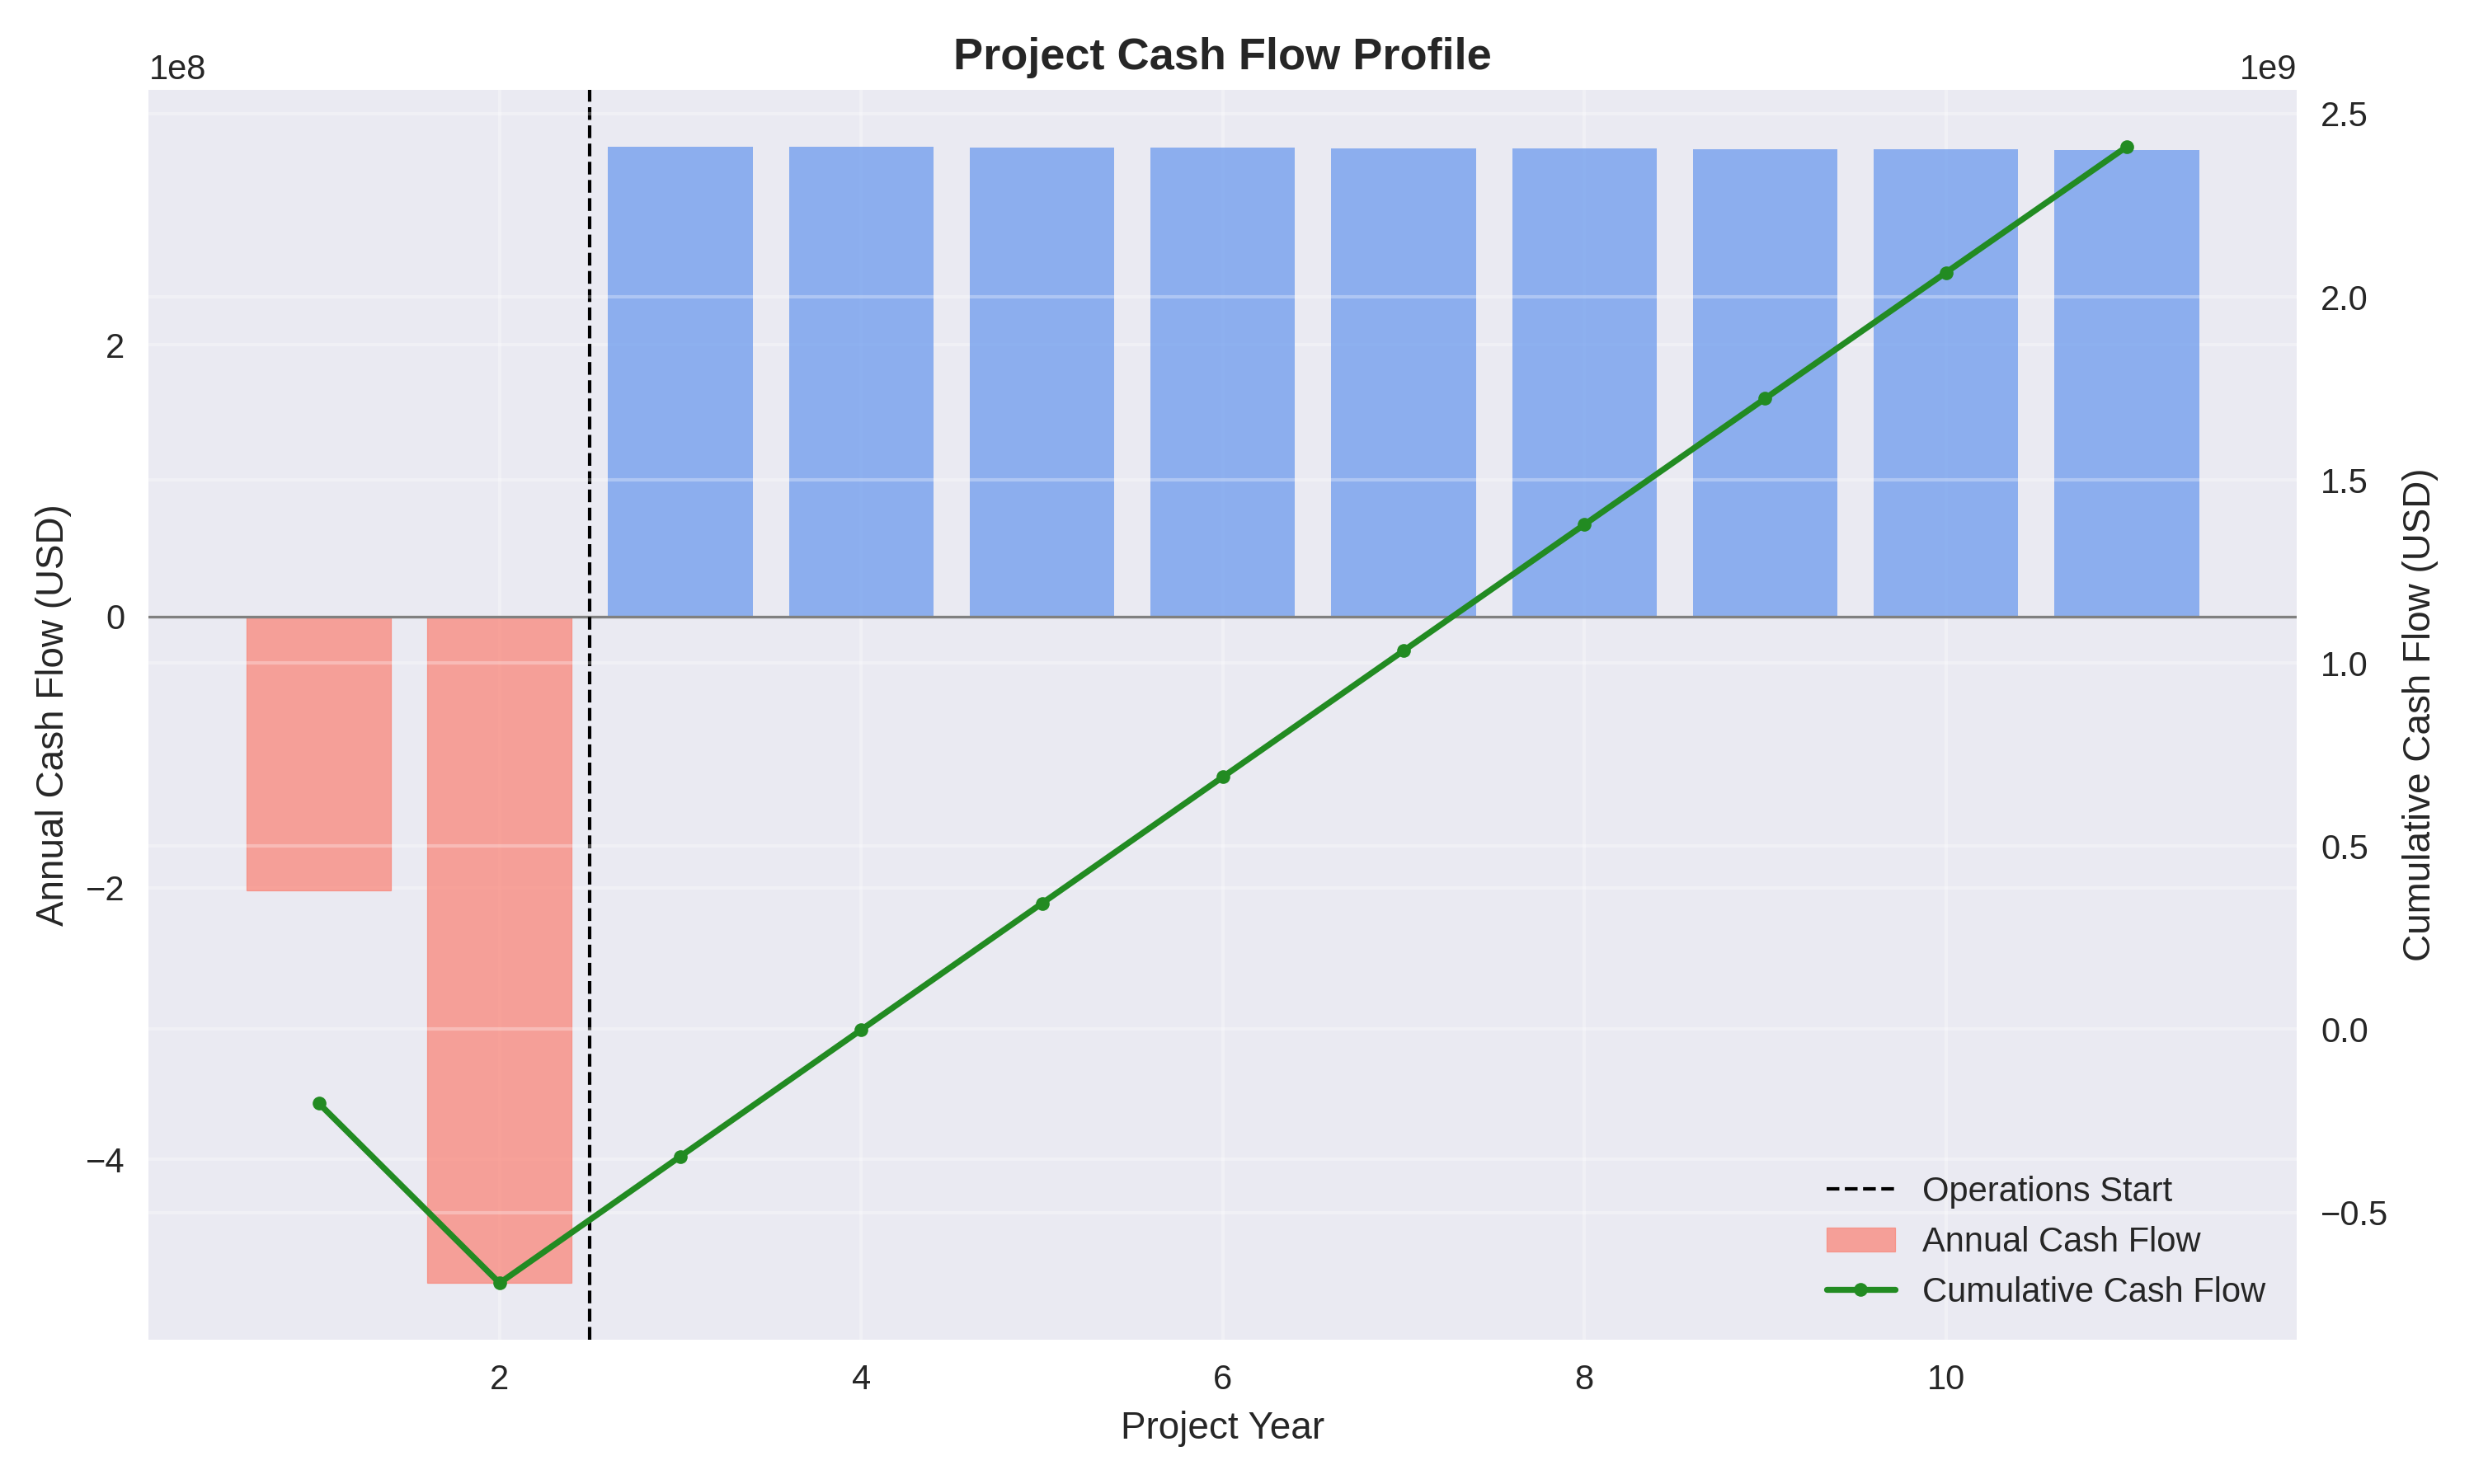 Project Cash Flow Profile
1e8
1e9
Annual Cash Flow (USD)
2
0
−2
−4
Cumulative Cash Flow (USD)
2.5
2.0
1.5
1.0
0.5
0.0
−0.5
Operations Start
Annual Cash Flow
Cumulative Cash Flow
2 4 6 8 10
Project Year